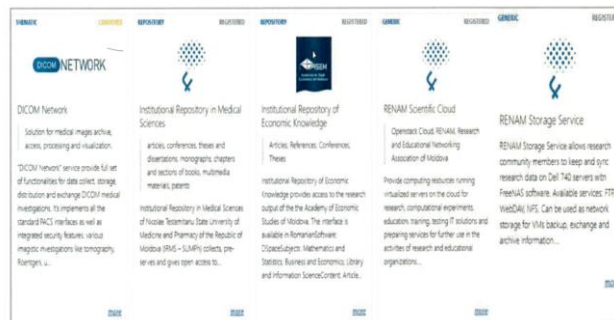 THEMATIC
DICOM NETWORK
DICOM Network
Solution for medical images archive,
access, processing and visualization.
"DICOM Network" service provide full set
of functionalities for data collect, storage,
distribution and exchange DICOM medical
investigations. Its implements all the
standard PACS interfaces as well as
integrated security features. various
imagistic investigations like tomography,
Roentgen, u...
more
REPOSITORY
REGISTERED
Institutional Repository in Medical
Sciences
articles, conferences, theses and
dissertations, monographs, chapters
and sections of books, multimedia
materials, patents
Institutional Repository in Medical Sciences
of Nicolae Testemitanu State University of
Medicine and Pharmacy of the Republic of
Moldova (IRMS – SUMPh) collects, pre-
serves and gives open access to...
more
REPOSITORY
REGISTERED
Institutional Repository of
Economic Knowledge
Articles, References, Conferences,
Theses
Institutional Repository of Economic
Knowledge provides access to the research
output of the the Academy of Economic
Studies of Moldova. The interface is
available in RomanianSoftware:
DSpaceSubjects: Mathematics and
Statistics; Business and Economics; Library
and Information ScienceContent: Article...
more
GENERIC
REGISTERED
RENAM Scientific Cloud
Openstack Cloud, RENAM, Research
and Educational Networking
Association of Moldova
Provide computing resources running
virtualized servers on the cloud for
research, computational experiments,
education, training, testing IT solutions and
preparing services for further use in the
activities of research and educational
organizations...
more
GENERIC
REGISTE
RENAM Storage Service
RENAM Storage Service allows research
community members to keep and sync
research data on Dell 740 servers with
FreeNAS software. Available services: FTP,
WebDAV, NFS. Can be used as network
storage for VMs backup, exchange and
archive information...
mo